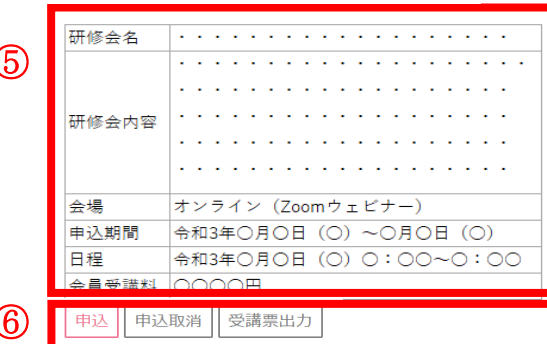 ⑤
研修会名 ・・・・・・・・・・・・・・・・・・・
研修会内容
・・・・・・・・・・・・・・・・・・・・
・・・・・・・・・・・・・・・・・・・
・・・・・・・・・・・・・・・・・・・
・・・・・・・・・・・・・・・・・・・
・・・・・・・・・・・・・・・・・・・
会場 オンライン（Zoomウェビナー）
申込期間 令和3年〇月〇日（〇）～〇月〇日（〇）
日程 令和3年〇月〇日（〇）〇：〇〇～〇：〇〇
会員受講料 〇〇〇〇円
⑥
申込 申込取消 受講票出力